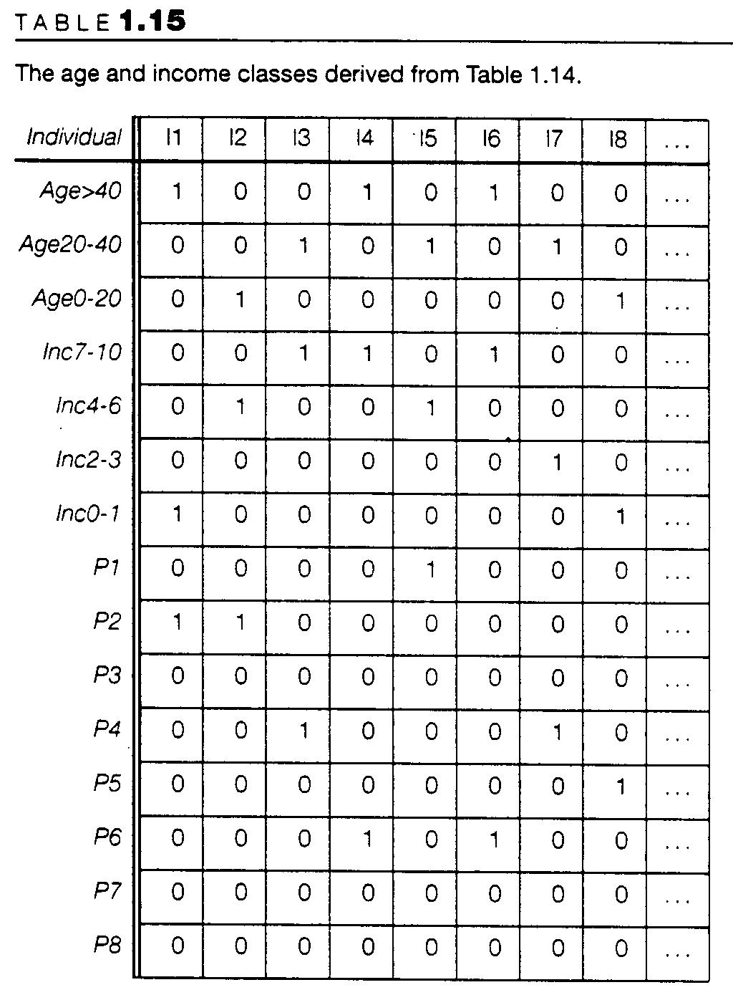 TABLE 1.15
The age and income classes derived from Table 1.14.
Individual I1 I2 I3 I4 I5 I6 I7 I8 ...
Age>40 1 0 0 1 0 1 0 0 ...
Age20-40 0 0 1 0 1 0 1 0 ...
Age0-20 0 1 0 0 0 0 0 1 ...
Inc7-10 0 0 1 1 0 1 0 0 ...
Inc4-6 0 1 0 0 1 0 0 0 ...
Inc2-3 0 0 0 0 0 0 1 0 ...
Inc0-1 1 0 0 0 0 0 0 1 ...
P1 0 0 0 0 1 0 0 0 ...
P2 1 1 0 0 0 0 0 0 ...
P3 0 0 0 0 0 0 0 0 ...
P4 0 0 1 0 0 0 1 0 ...
P5 0 0 0 0 0 0 0 1 ...
P6 0 0 0 1 0 1 0 0 ...
P7 0 0 0 0 0 0 0 0 ...
P8 0 0 0 0 0 0 0 0 ...